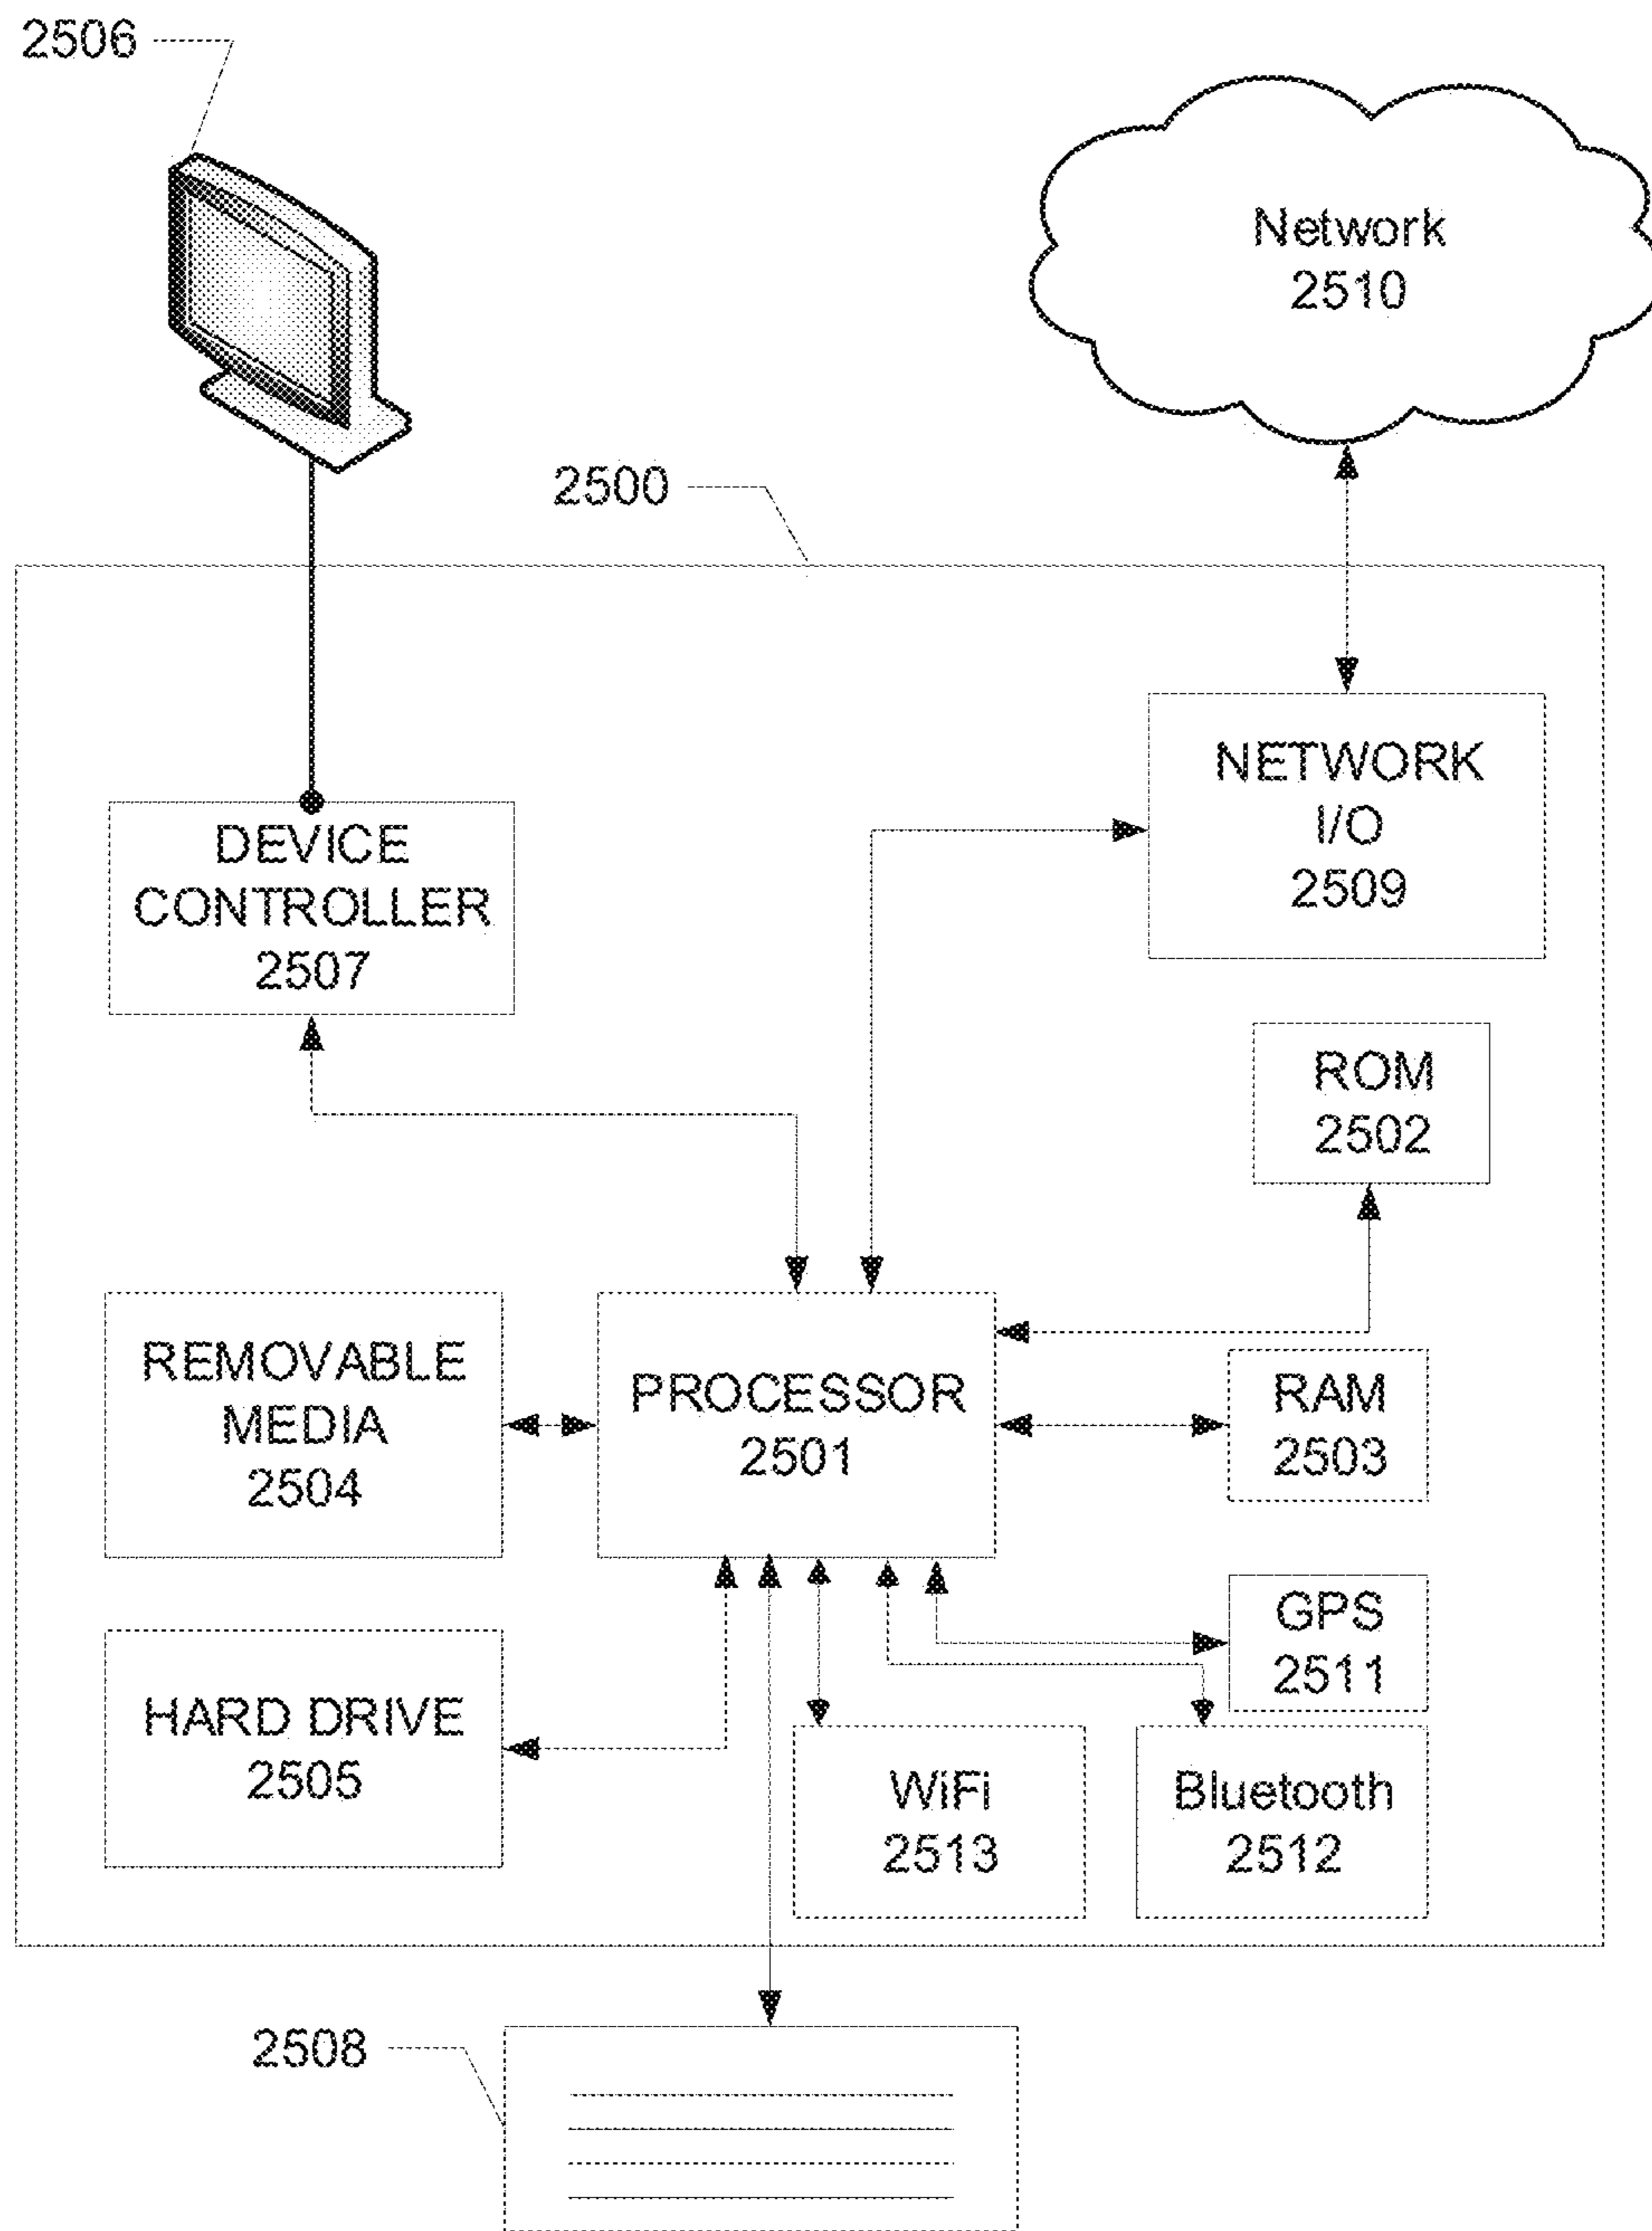 2506
Network
2510
2500
NETWORK
I/O
2509
DEVICE
CONTROLLER
2507
ROM
2502
REMOVABLE
MEDIA
2504
PROCESSOR
2501
RAM
2503
GPS
2511
HARD DRIVE
2505
WiFi
2513
Bluetooth
2512
2508